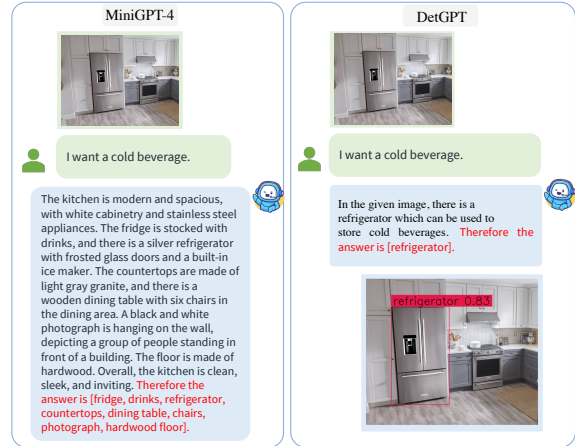 MiniGPT-4
I want a cold beverage.
The kitchen is modern and spacious,
with white cabinetry and stainless steel
appliances. The fridge is stocked with
drinks, and there is a silver refrigerator
with frosted glass doors and a built-in
ice maker. The countertops are made of
light gray granite, and there is a
wooden dining table with six chairs in
the dining area. A black and white
photograph is hanging on the wall,
depicting a group of people standing in
front of a building. The floor is made of
hardwood. Overall, the kitchen is clean,
sleek, and inviting. Therefore the
answer is [fridge, drinks, refrigerator,
countertops, dining table, chairs,
photograph, hardwood floor].
DetGPT
I want a cold beverage.
In the given image, there is a
refrigerator which can be used to
store cold beverages. Therefore the
answer is [refrigerator].
refrigerator 0.83